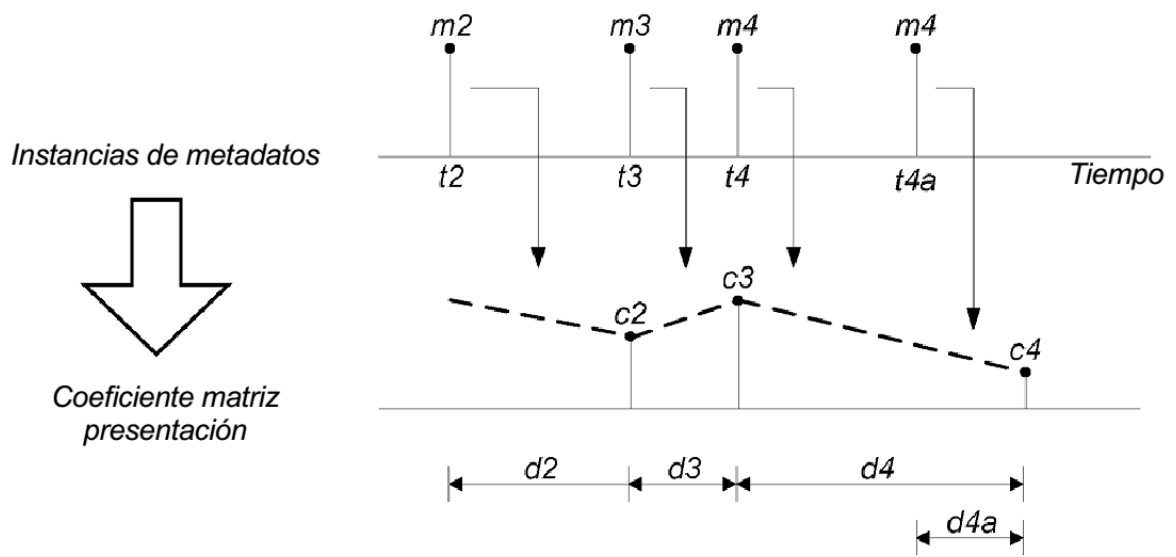 m2 m3 m4 m4
Instancias de metadatos
t2 t3 t4 t4a Tiempo
c2 c3 c4
Coeficiente matriz
presentación
d2 d3 d4
d4a